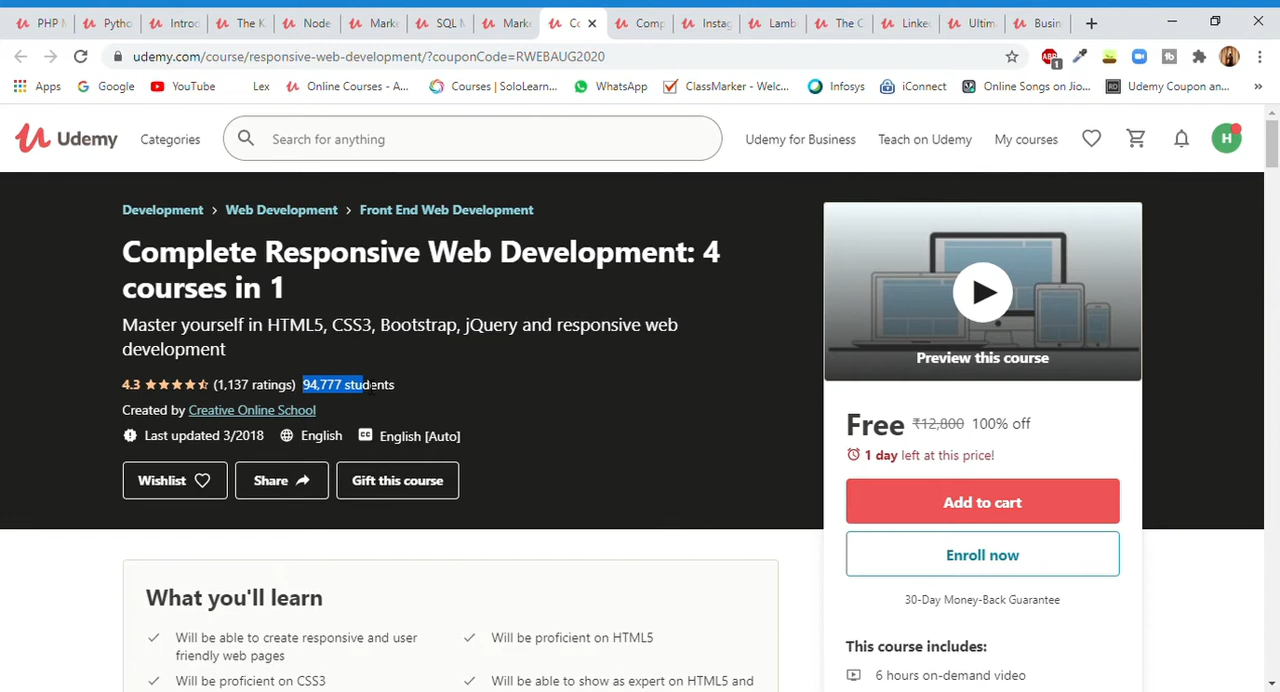 PHP M
Pytho
Introd
The K
Node
Marke
SQL M
Marke
Co
Comp
Instag
Lamb
The C
Linke
Ultim
Busin
udemy.com/course/responsive-web-development/?couponCode=RWEBAUG2020
ABP
1
Apps
Google
YouTube
Lex
Online Courses - A...
Courses | SoloLearn...
WhatsApp
ClassMarker - Welc...
Infosys
iConnect
Online Songs on Jio...
RD
Udemy Coupon an...
»
Udemy
Categories
Search for anything
Udemy for Business
Teach on Udemy
My courses
H
Development > Web Development > Front End Web Development
Complete Responsive Web Development: 4
courses in 1
Master yourself in HTML5, CSS3, Bootstrap, jQuery and responsive web
development
4.3 (1,137 ratings) 94,777 students
Created by Creative Online School
Last updated 3/2018 English CC English [Auto]
Wishlist
Share
Gift this course
Preview this course
Free ₹12,800 100% off
1 day left at this price!
Add to cart
Enroll now
30-Day Money-Back Guarantee
This course includes:
6 hours on-demand video
What you'll learn
Will be able to create responsive and user
friendly web pages
Will be proficient on HTML5
Will be proficient on CSS3
Will be able to show as expert on HTML5 and